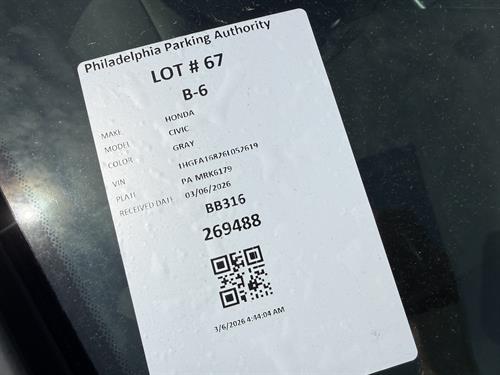 Philadelphia Parking Authority
LOT # 67
B-6
MAKE HONDA
MODEL CIVIC
COLOR GRAY
VIN 1HGFA16826L052619
PLATE PA MRK6179
RECEIVED DATE 03/06/2026
BB316
269488
3/6/2026 4:44:04 AM